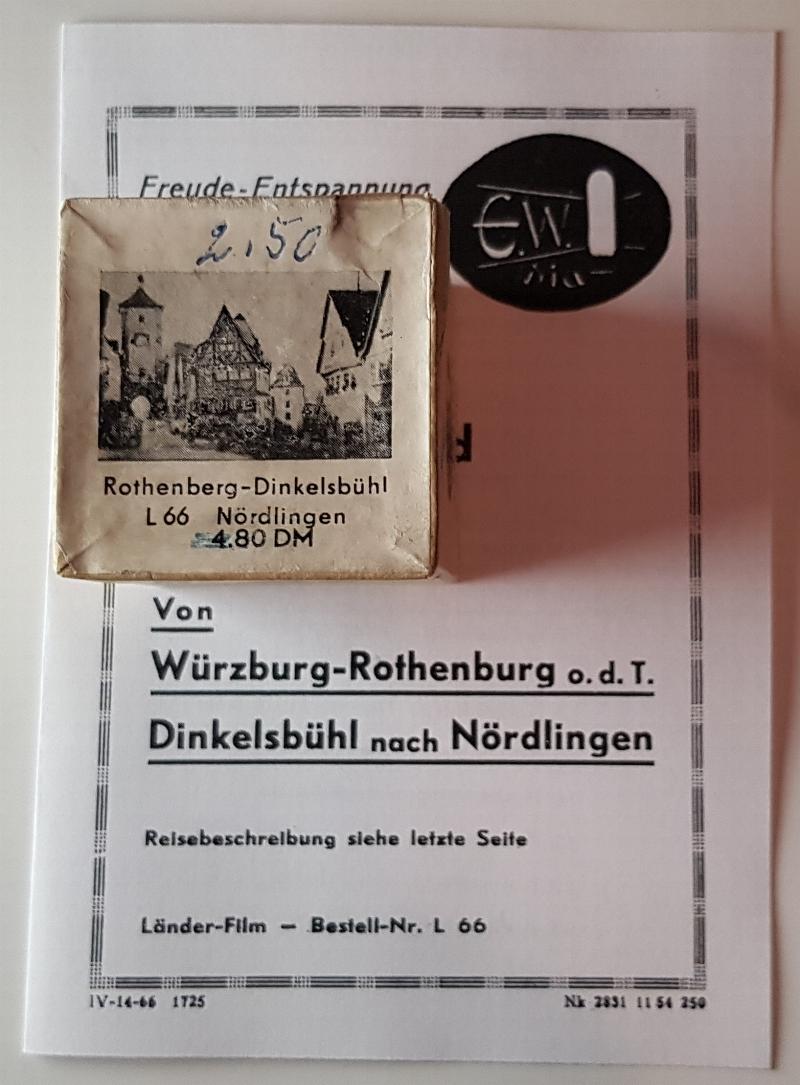 Freude-Entspannung
E.W.
2.50
Rothenberg-Dinkelsbühl
L 66 Nördlingen
4.80 DM
d
Von
Würzburg-Rothenburg o. d. T.
Dinkelsbühl nach Nördlingen
Reisebeschreibung siehe letzte Seite
Länder-Film — Bestell-Nr. L 66
IV-14-66 1725
Nk 2831 11 54 250